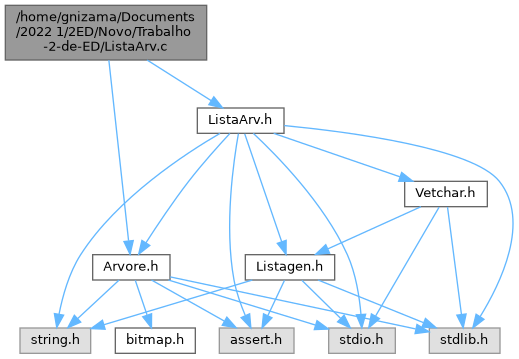 /home/gnizama/Documents
/2022 1/2ED/Novo/Trabalho
-2-de-ED/ListaArv.c
ListaArv.h
Vetchar.h
Arvore.h
Listagen.h
string.h
bitmap.h
assert.h
stdio.h
stdlib.h